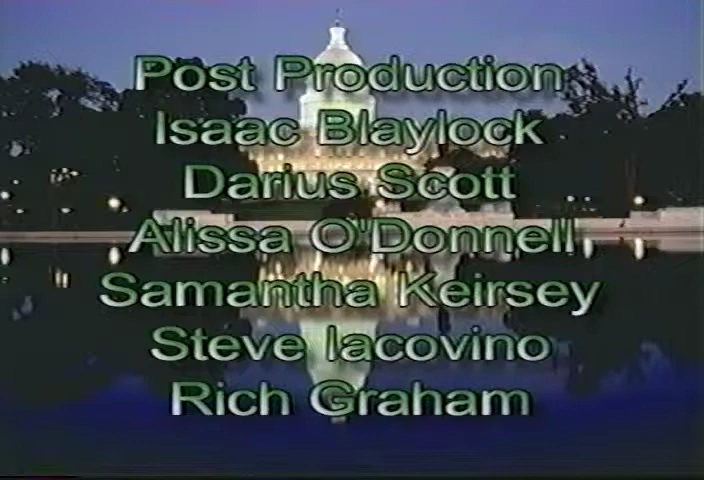 Post Production
Isaac Blaylock
Darius Scott
Alissa O"Donnell
Samantha Keirsey
Steve Iacovino
Rich Graham